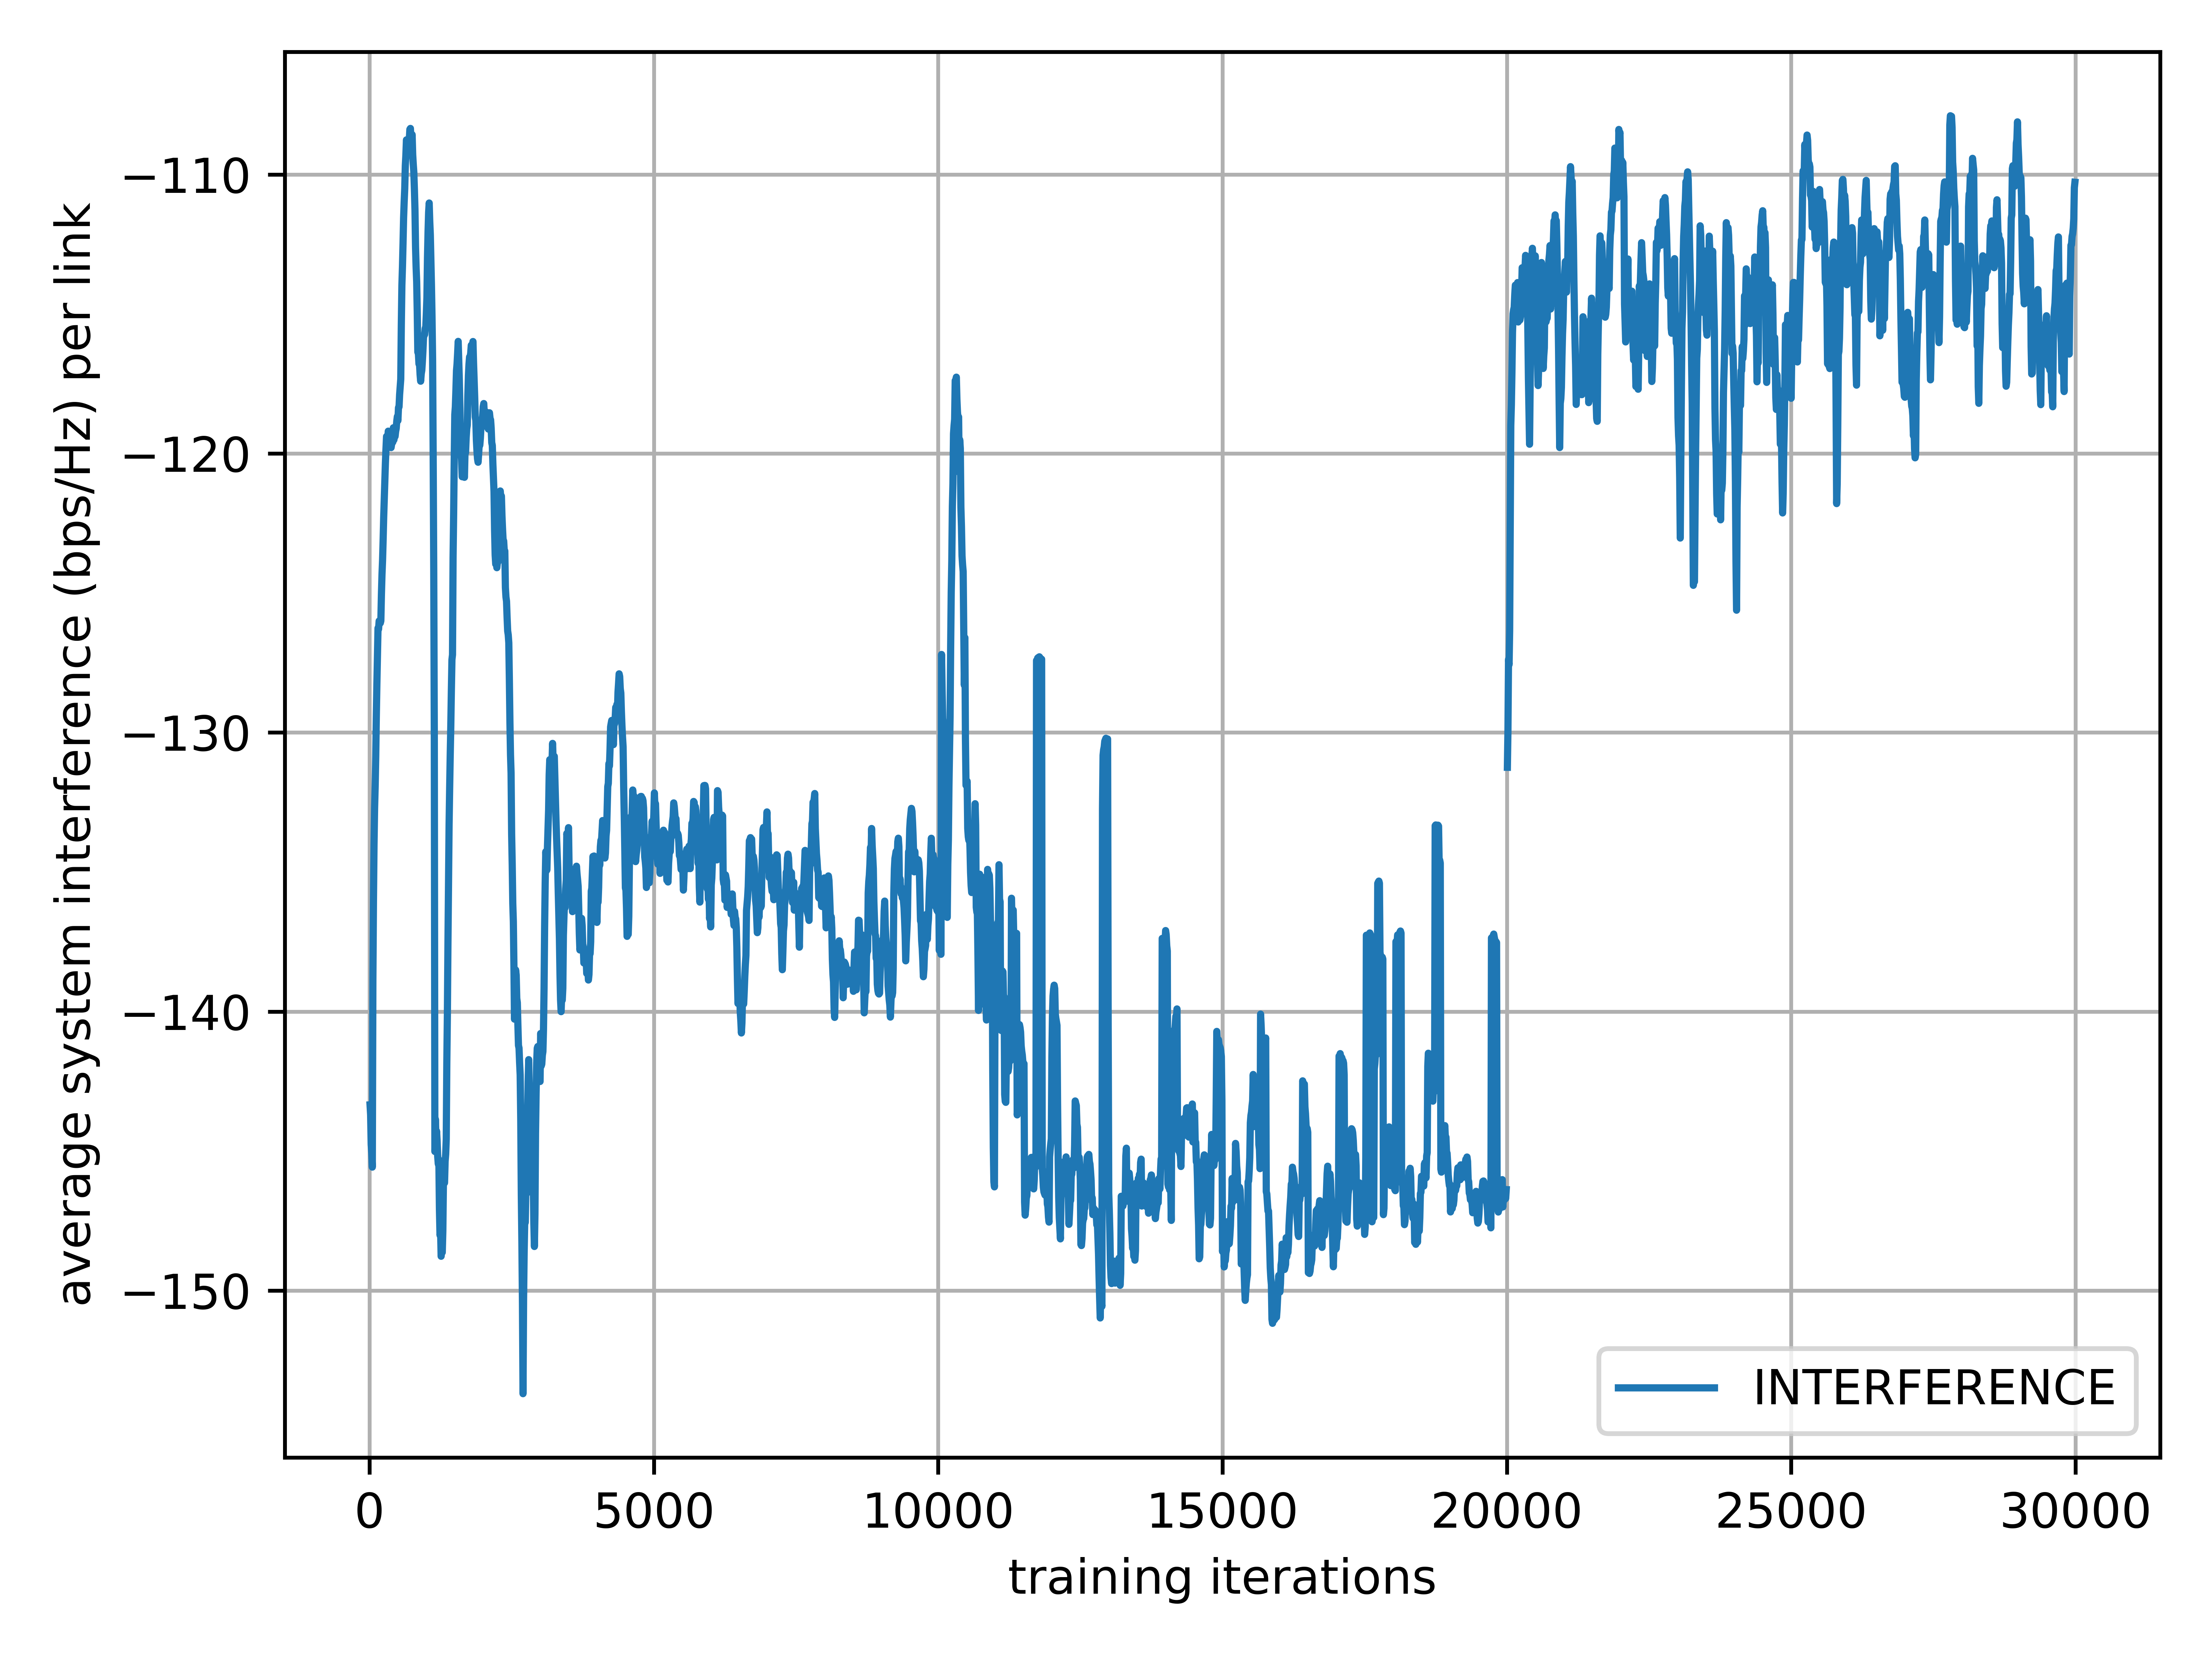 average system interference (bps/Hz) per link
−110
−120
−130
−140
−150
0 5000 10000 15000 20000 25000 30000
training iterations
INTERFERENCE